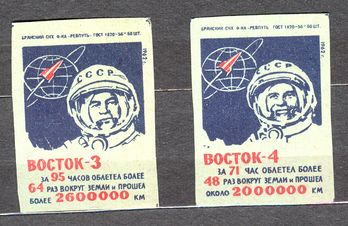 БРЯНСКИЙ СНХ Ф-КА „РЕВПУТЬ" ГОСТ 1820-56 г 50 ШТ.
1962 г.
СССР
ВОСТОК-3
ЗА 95 ЧАСОВ ОБЛЕТЕЛ БОЛЕЕ
64 РАЗ ВОКРУГ ЗЕМЛИ И ПРОШЕЛ
БОЛЕЕ 2600000 КМ
БРЯНСКИЙ СНХ Ф-КА „РЕВПУТЬ" ГОСТ 1820-56 г 50 ШТ.
1962 г.
СССР
ВОСТОК-4
ЗА 71 ЧАС ОБЛЕТЕЛ БОЛЕЕ
48 РАЗ ВОКРУГ ЗЕМЛИ И ПРОШЕЛ
ОКОЛО 2000000 КМ